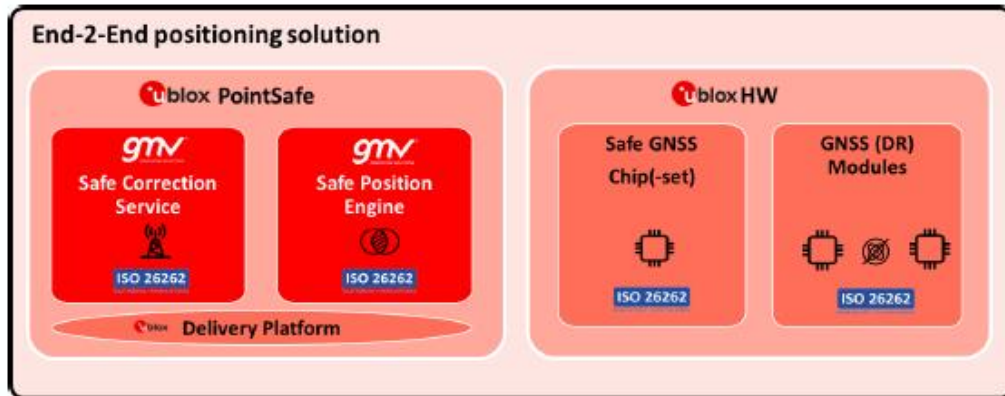 End-2-End positioning solution
ublox PointSafe
gmv
Safe Correction
Service
ISO 26262
gmv
Safe Position
Engine
ISO 26262
ublox Delivery Platform
ublox HW
Safe GNSS
Chip(-set)
ISO 26262
GNSS (DR)
Modules
ISO 26262